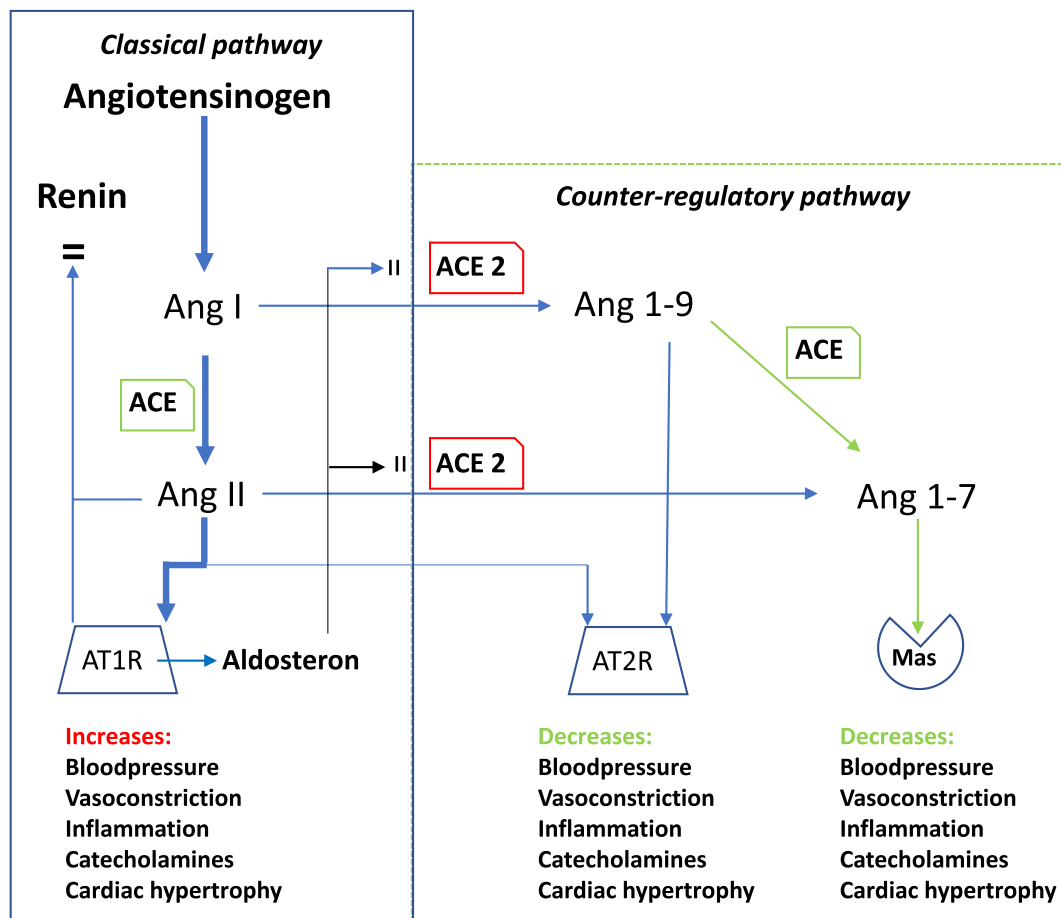 Classical pathway
Angiotensinogen
Renin
=
Counter-regulatory pathway
ACE 2
II
Ang I
Ang 1-9
ACE
ACE
ACE 2
II
Ang II
Ang 1-7
AT1R
Aldosteron
AT2R
Mas
Increases:
Bloodpressure
Vasoconstriction
Inflammation
Catecholamines
Cardiac hypertrophy
Decreases:
Bloodpressure
Vasoconstriction
Inflammation
Catecholamines
Cardiac hypertrophy
Decreases:
Bloodpressure
Vasoconstriction
Inflammation
Catecholamines
Cardiac hypertrophy